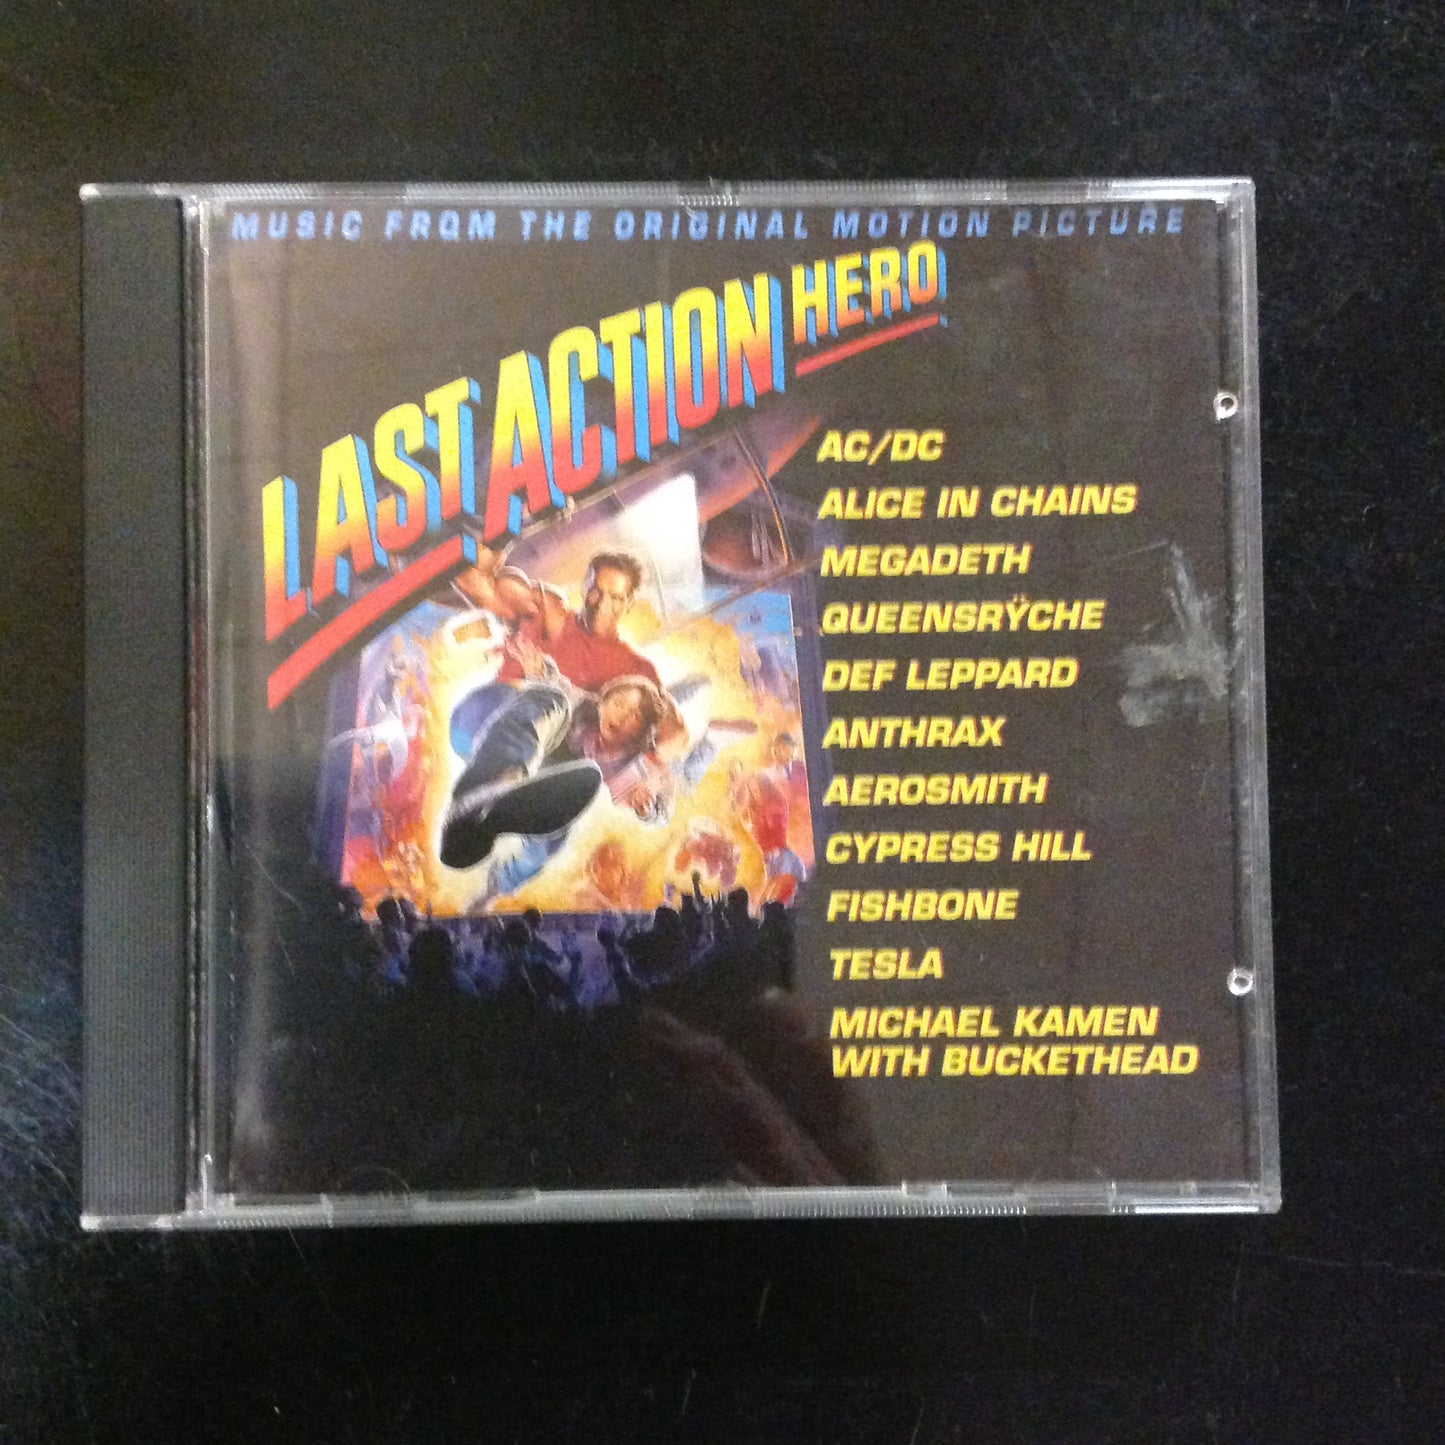 MUSIC FROM THE ORIGINAL MOTION PICTURE
LAST ACTION HERO
AC/DC
ALICE IN CHAINS
MEGADETH
QUEENSRŸCHE
DEF LEPPARD
ANTHRAX
AEROSMITH
CYPRESS HILL
FISHBONE
TESLA
MICHAEL KAMEN
WITH BUCKETHEAD